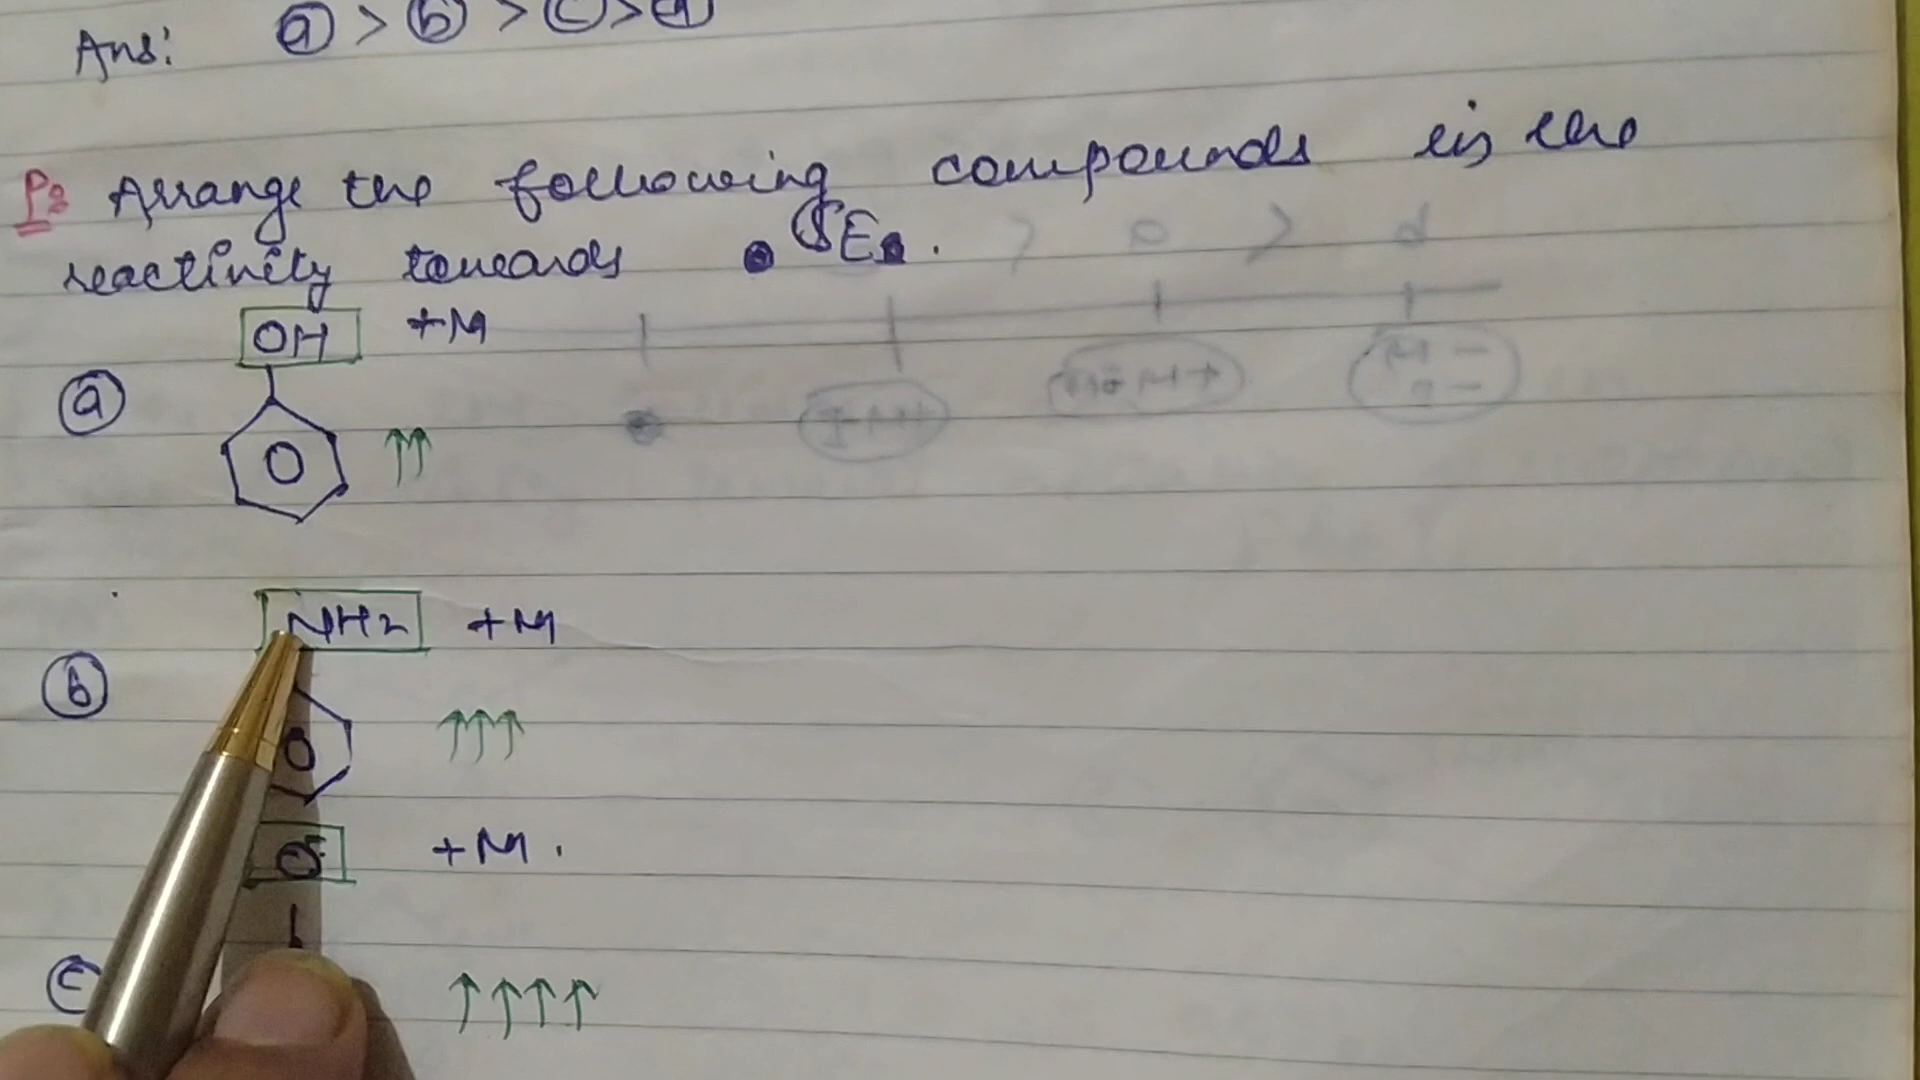 Ans: ⓐ > ⓑ > ⓒ > ⓓ
P: Arrange the following compounds in the
reactivity towards SE.
OH +M
ⓐ ↑↑
NH2 +M
ⓑ ↑↑↑
O⁻ +M.
ⓒ ↑↑↑↑